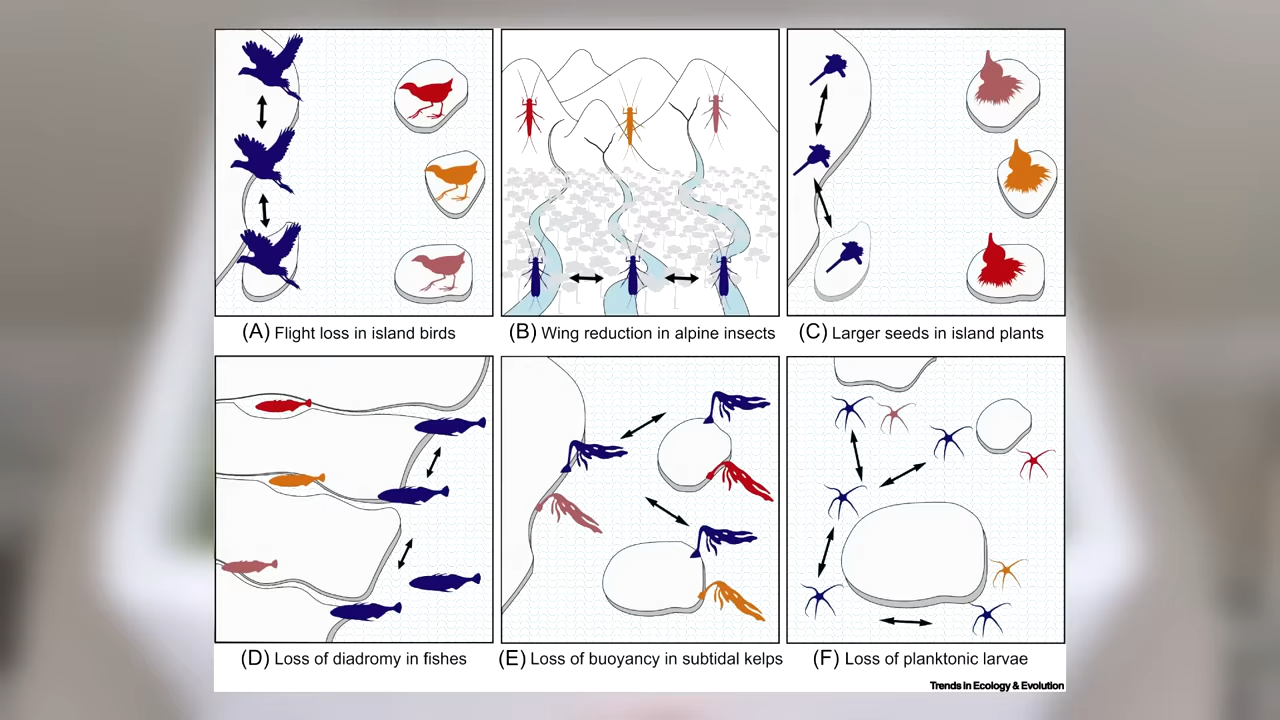 (A) Flight loss in island birds
(B) Wing reduction in alpine insects
(C) Larger seeds in island plants
(D) Loss of diadromy in fishes
(E) Loss of buoyancy in subtidal kelps
(F) Loss of planktonic larvae
Trends in Ecology & Evolution